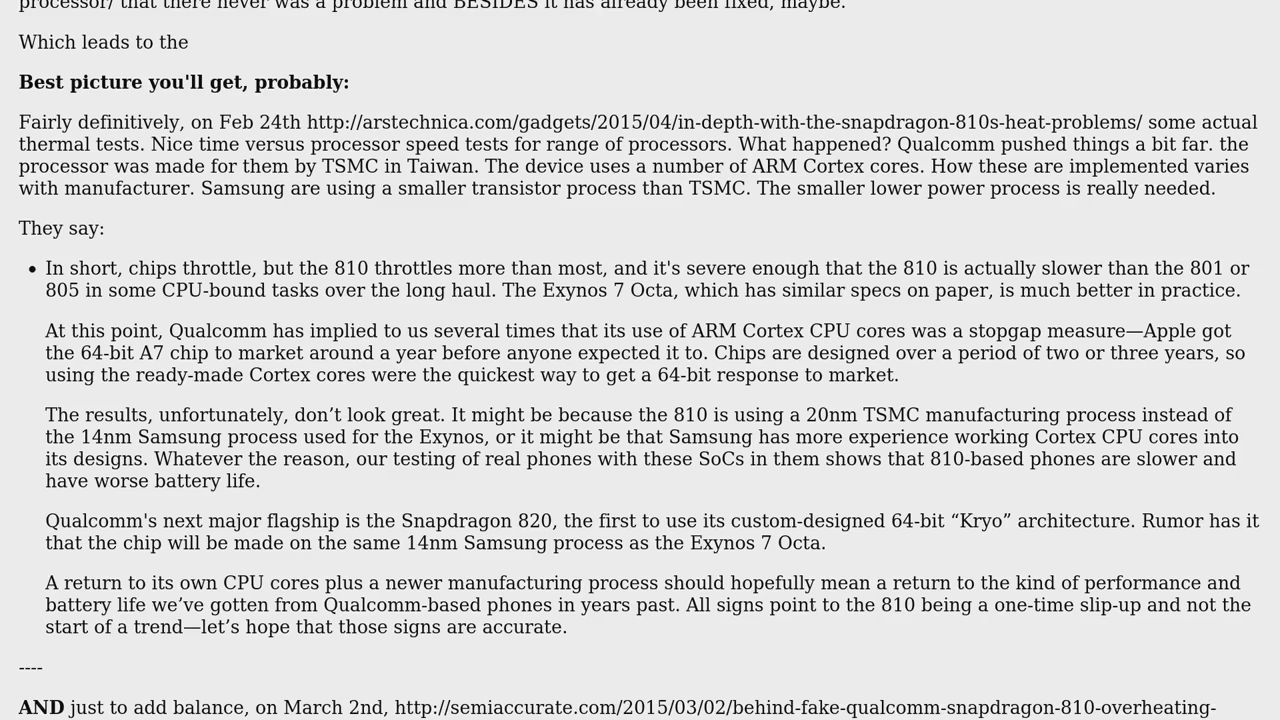 processor/ that there never was a problem and BESIDES it has already been fixed, maybe.
Which leads to the
Best picture you'll get, probably:
Fairly definitively, on Feb 24th http://arstechnica.com/gadgets/2015/04/in-depth-with-the-snapdragon-810s-heat-problems/ some actual
thermal tests. Nice time versus processor speed tests for range of processors. What happened? Qualcomm pushed things a bit far. the
processor was made for them by TSMC in Taiwan. The device uses a number of ARM Cortex cores. How these are implemented varies
with manufacturer. Samsung are using a smaller transistor process than TSMC. The smaller lower power process is really needed.
They say:
• In short, chips throttle, but the 810 throttles more than most, and it's severe enough that the 810 is actually slower than the 801 or
805 in some CPU-bound tasks over the long haul. The Exynos 7 Octa, which has similar specs on paper, is much better in practice.
At this point, Qualcomm has implied to us several times that its use of ARM Cortex CPU cores was a stopgap measure—Apple got
the 64-bit A7 chip to market around a year before anyone expected it to. Chips are designed over a period of two or three years, so
using the ready-made Cortex cores were the quickest way to get a 64-bit response to market.
The results, unfortunately, don’t look great. It might be because the 810 is using a 20nm TSMC manufacturing process instead of
the 14nm Samsung process used for the Exynos, or it might be that Samsung has more experience working Cortex CPU cores into
its designs. Whatever the reason, our testing of real phones with these SoCs in them shows that 810-based phones are slower and
have worse battery life.
Qualcomm's next major flagship is the Snapdragon 820, the first to use its custom-designed 64-bit “Kryo” architecture. Rumor has it
that the chip will be made on the same 14nm Samsung process as the Exynos 7 Octa.
A return to its own CPU cores plus a newer manufacturing process should hopefully mean a return to the kind of performance and
battery life we’ve gotten from Qualcomm-based phones in years past. All signs point to the 810 being a one-time slip-up and not the
start of a trend—let’s hope that those signs are accurate.
----
AND just to add balance, on March 2nd, http://semiaccurate.com/2015/03/02/behind-fake-qualcomm-snapdragon-810-overheating-